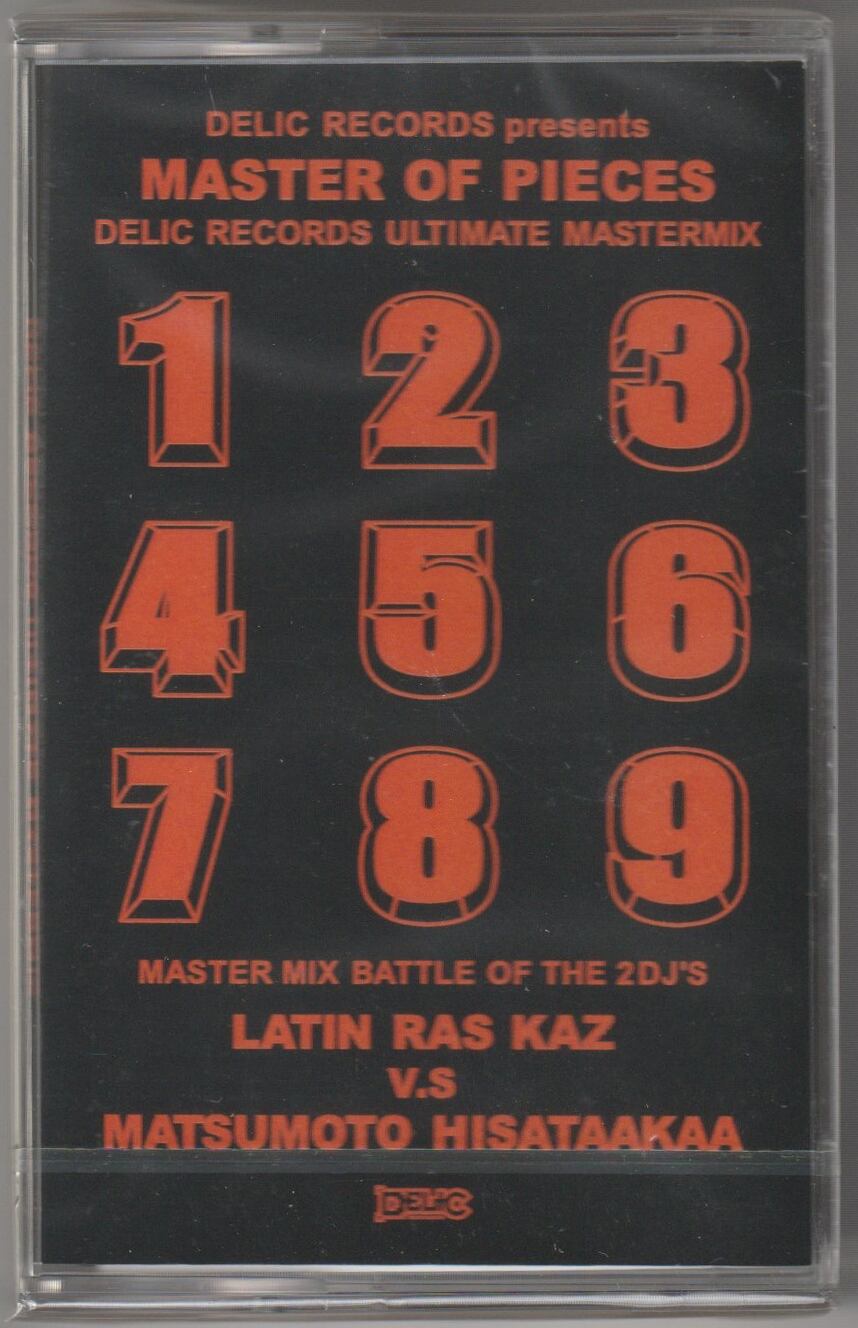 DELIC RECORDS presents
MASTER OF PIECES
DELIC RECORDS ULTIMATE MASTERMIX
1 2 3
4 5 6
7 8 9
MASTER MIX BATTLE OF THE 2DJ'S
LATIN RAS KAZ
V.S
MATSUMOTO HISATAAKAA
DELIC